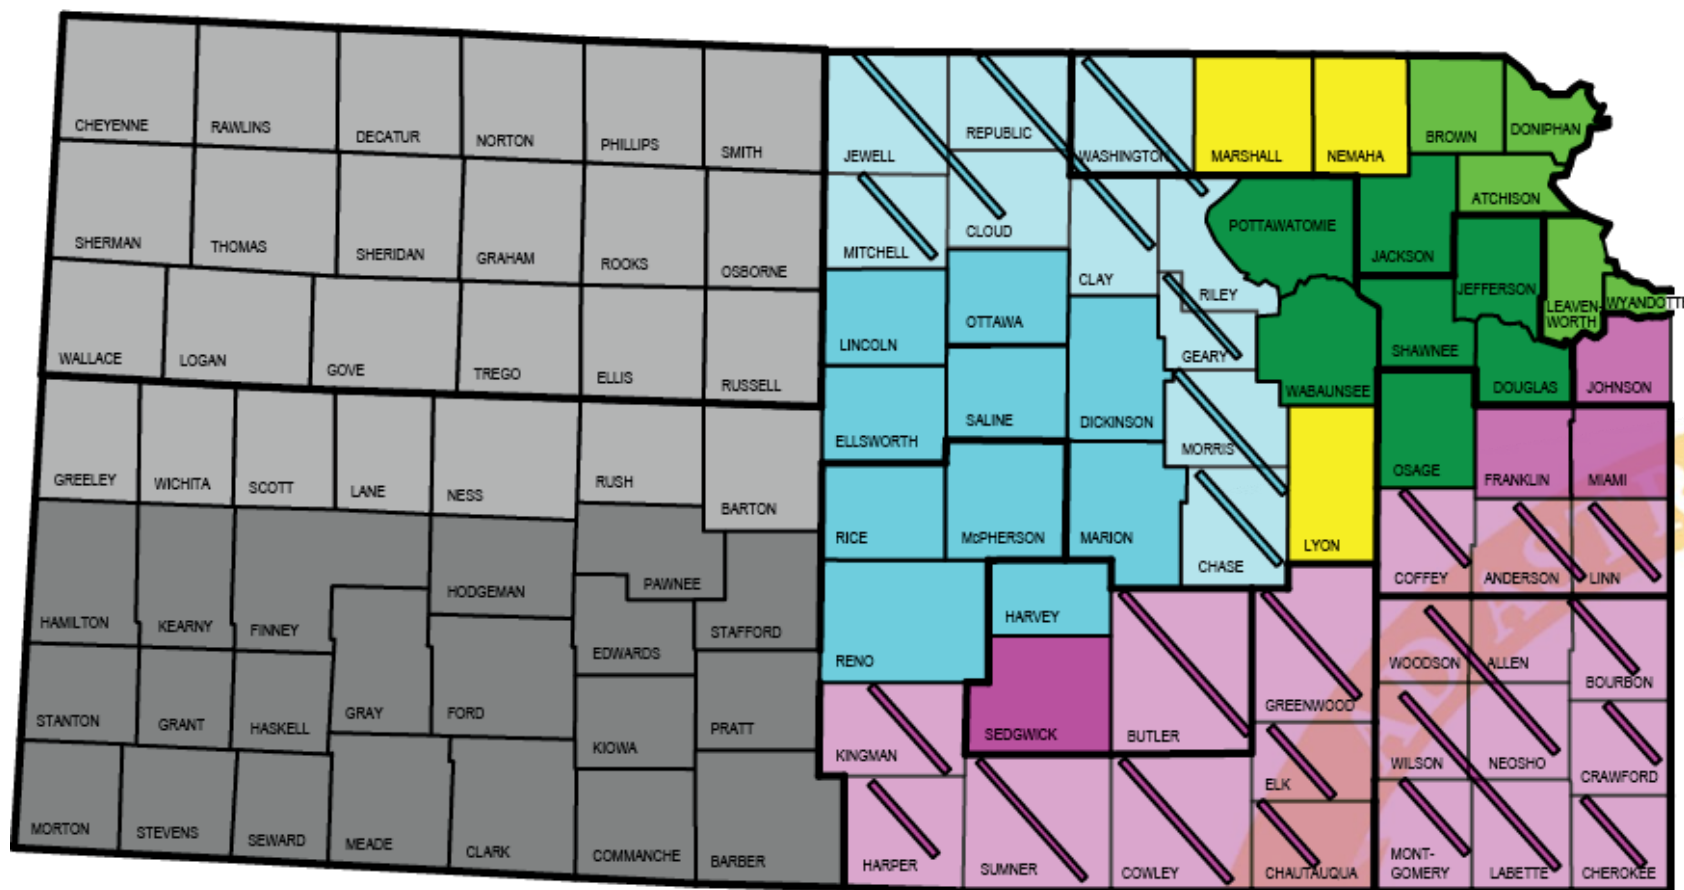 CHEYENNE
RAWLINS
DECATUR
NORTON
PHILLIPS
SMITH
JEWELL
REPUBLIC
WASHINGTON
MARSHALL
NEMAHA
BROWN
DONIPHAN
SHERMAN
THOMAS
SHERIDAN
GRAHAM
ROOKS
OSBORNE
MITCHELL
CLOUD
CLAY
RILEY
POTTAWATOMIE
JACKSON
ATCHISON
WALLACE
LOGAN
GOVE
TREGO
ELLIS
RUSSELL
LINCOLN
OTTAWA
GEARY
WABAUNSEE
SHAWNEE
JEFFERSON
LEAVEN-
WORTH
WYANDOTT
DOUGLAS
JOHNSON
ELLSWORTH
SALINE
DICKINSON
MORRIS
OSAGE
FRANKLIN
MIAMI
GREELEY
WICHITA
SCOTT
LANE
NESS
RUSH
BARTON
RICE
McPHERSON
MARION
CHASE
LYON
COFFEY
ANDERSON
LINN
HAMILTON
KEARNY
FINNEY
HODGEMAN
PAWNEE
STAFFORD
EDWARDS
RENO
HARVEY
WOODSON
ALLEN
BOURBON
STANTON
GRANT
HASKELL
GRAY
FORD
KIOWA
PRATT
KINGMAN
SEDGWICK
BUTLER
GREENWOOD
ELK
WILSON
NEOSHO
CRAWFORD
MORTON
STEVENS
SEWARD
MEADE
CLARK
COMMANCHE
BARBER
HARPER
SUMNER
COWLEY
CHAUTAUQUA
MONT-
GOMERY
LABETTE
CHEROKEE